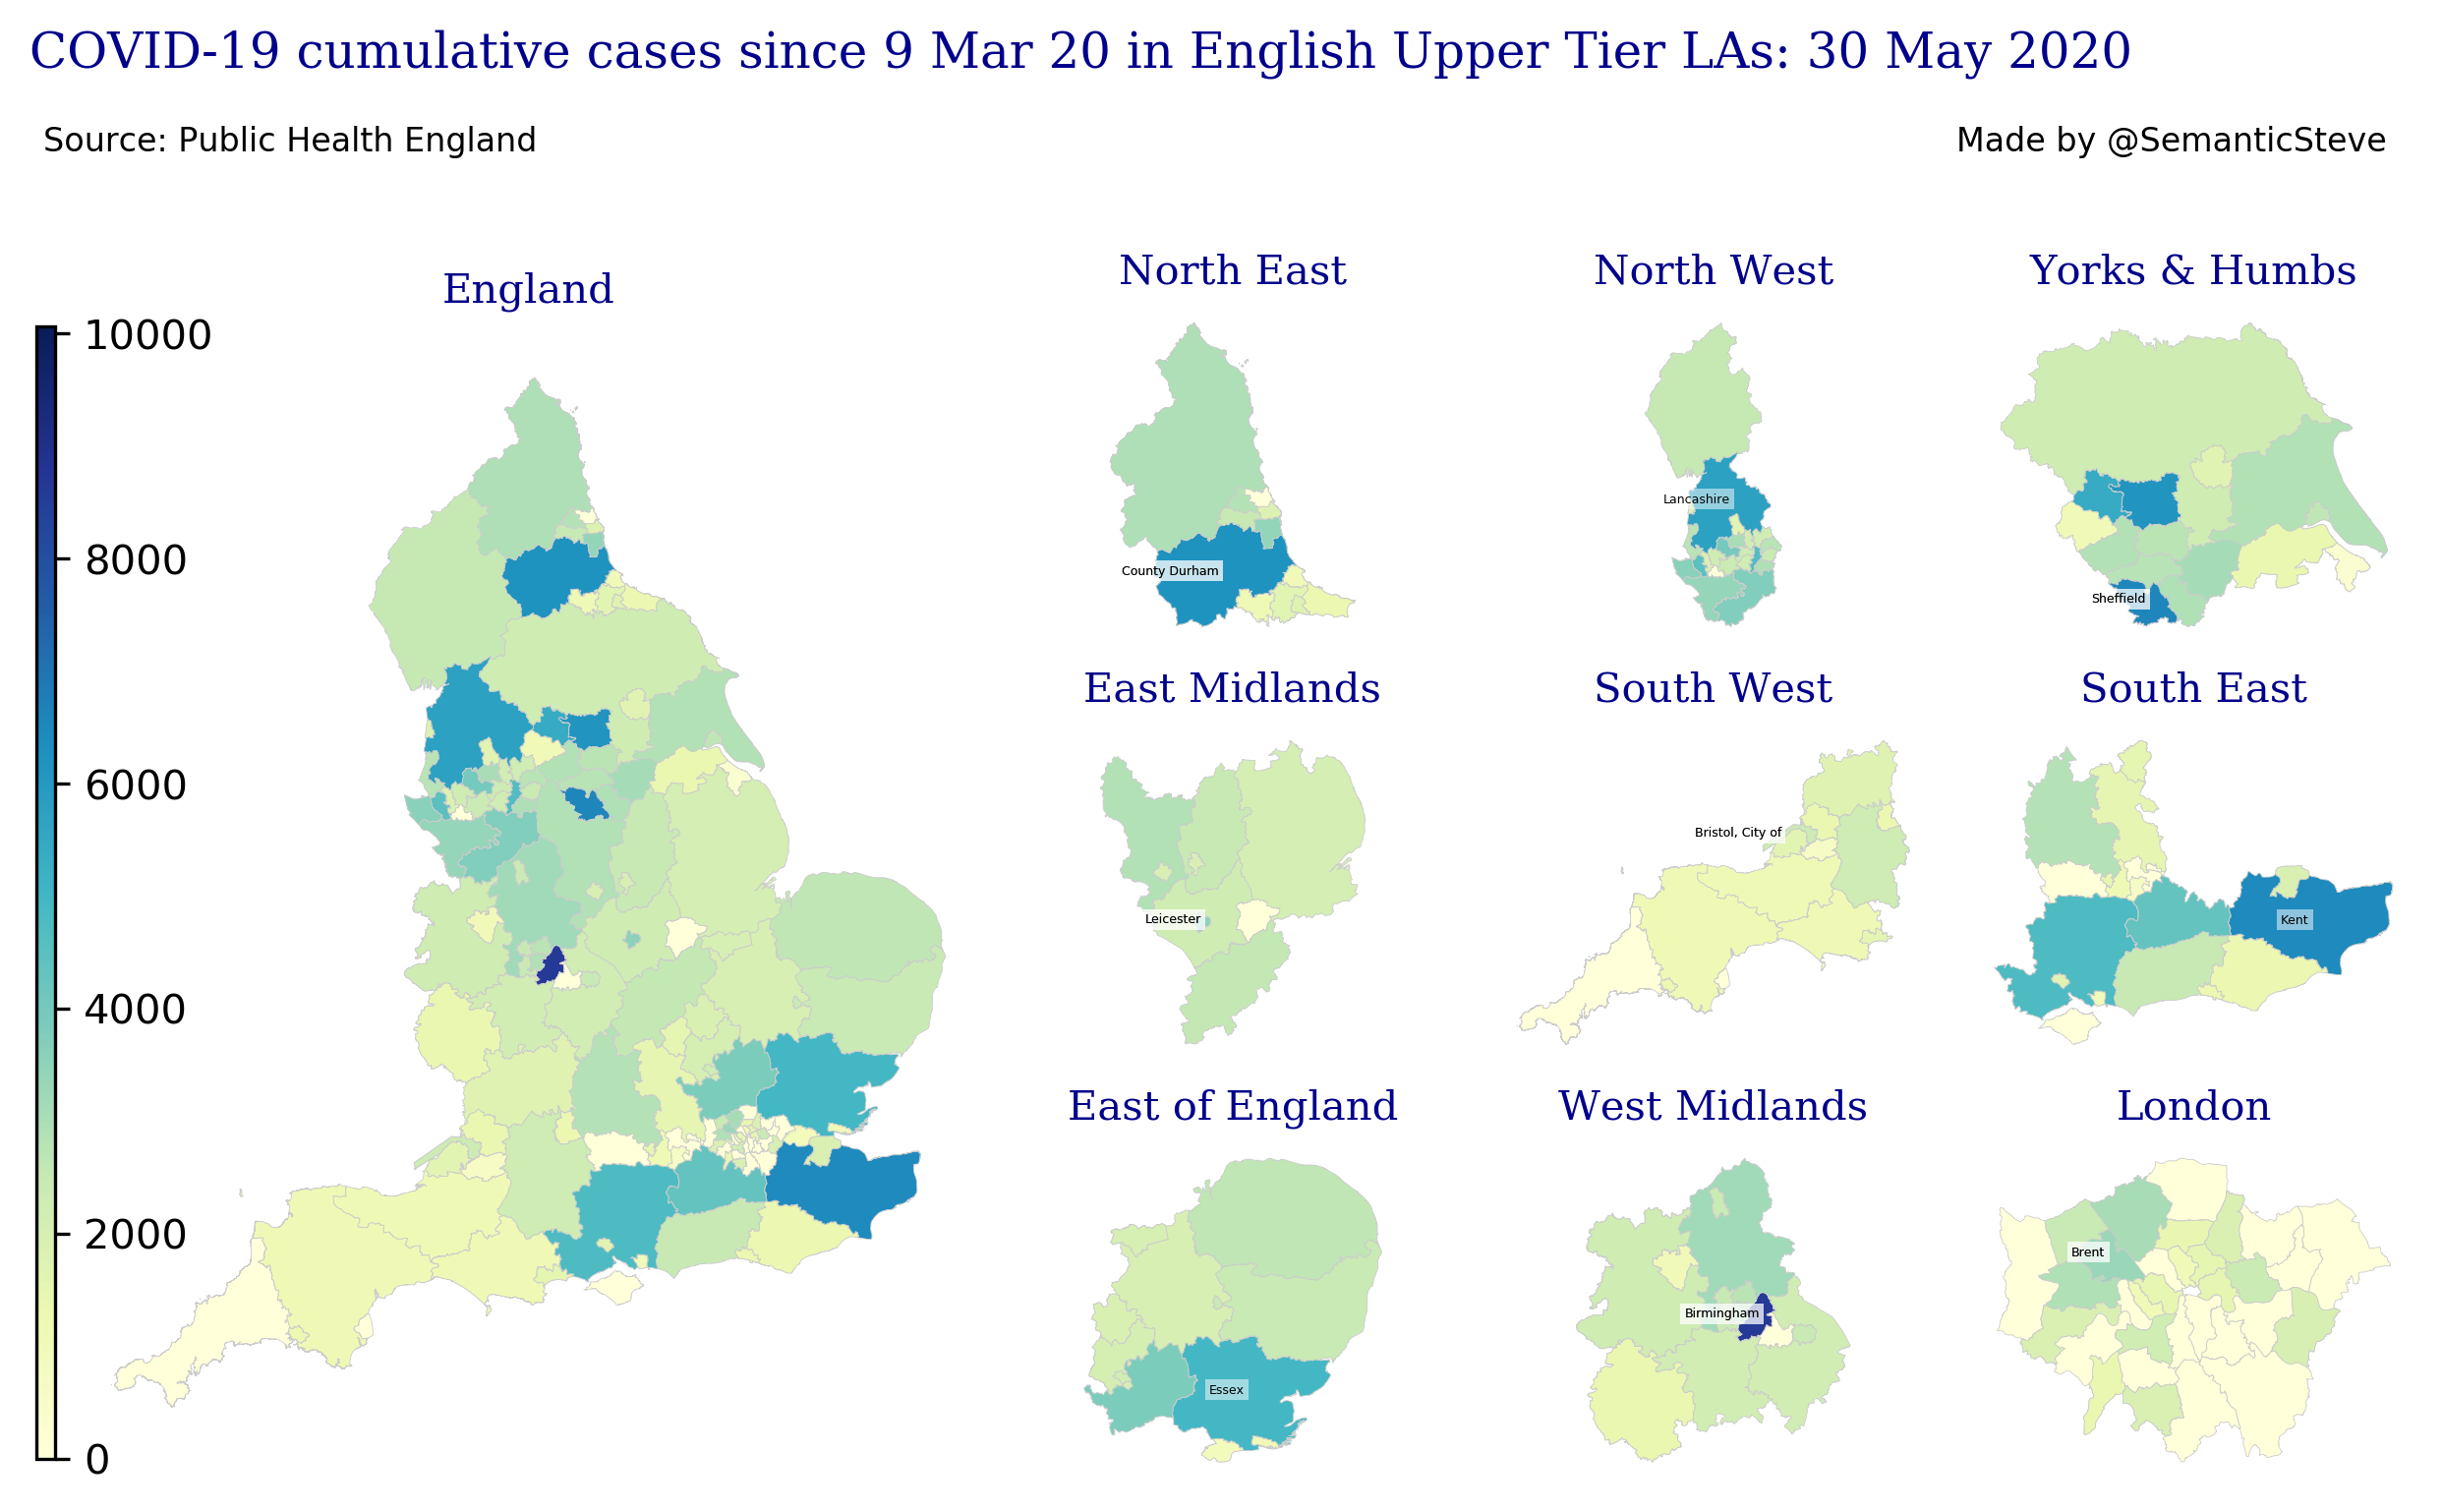 COVID-19 cumulative cases since 9 Mar 20 in English Upper Tier LAs: 30 May 2020
Source: Public Health England
Made by @SemanticSteve
England
10000
8000
6000
4000
2000
0
North East
County Durham
North West
Lancashire
Yorks & Humbs
Sheffield
East Midlands
Leicester
South West
Bristol, City of
South East
Kent
East of England
Essex
West Midlands
Birmingham
London
Brent